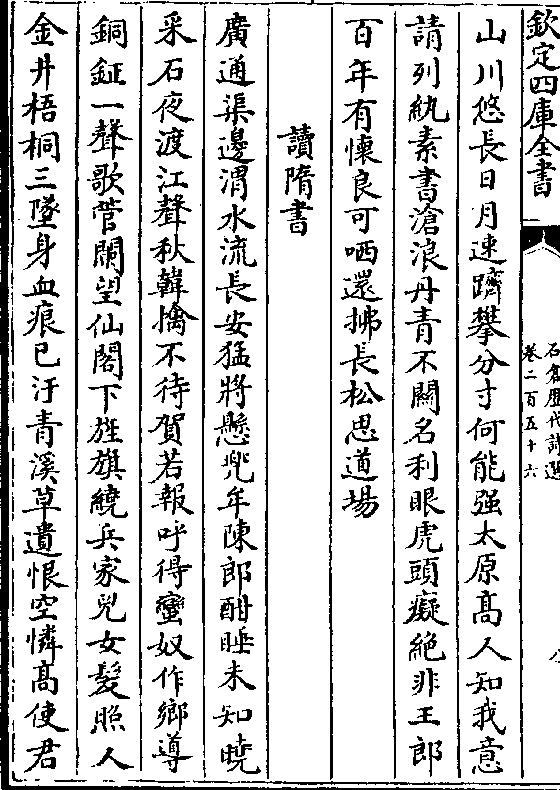 欽定四庫全書
石倉歴代詩選
卷二百五十六
山川悠長日月速躋攀分寸何能强太原髙人知我意
請列紈素書滄浪丹青不闗名利眼虎頭癡絶非王郎
百年有懐良可哂還拂長松思道場
讀隋書
廣通渠邊渭水流長安猛將懸兜牟陳郎酣睡未知曉
采石夜渡江聲秋韓擒不待賀若報呼得蠻奴作鄉導
銅鉦一聲歌管閙望仙閣下旌旗繞兵家兒女髮照人
金井梧桐三墜身血痕已汙青溪草遺恨空憐髙使君